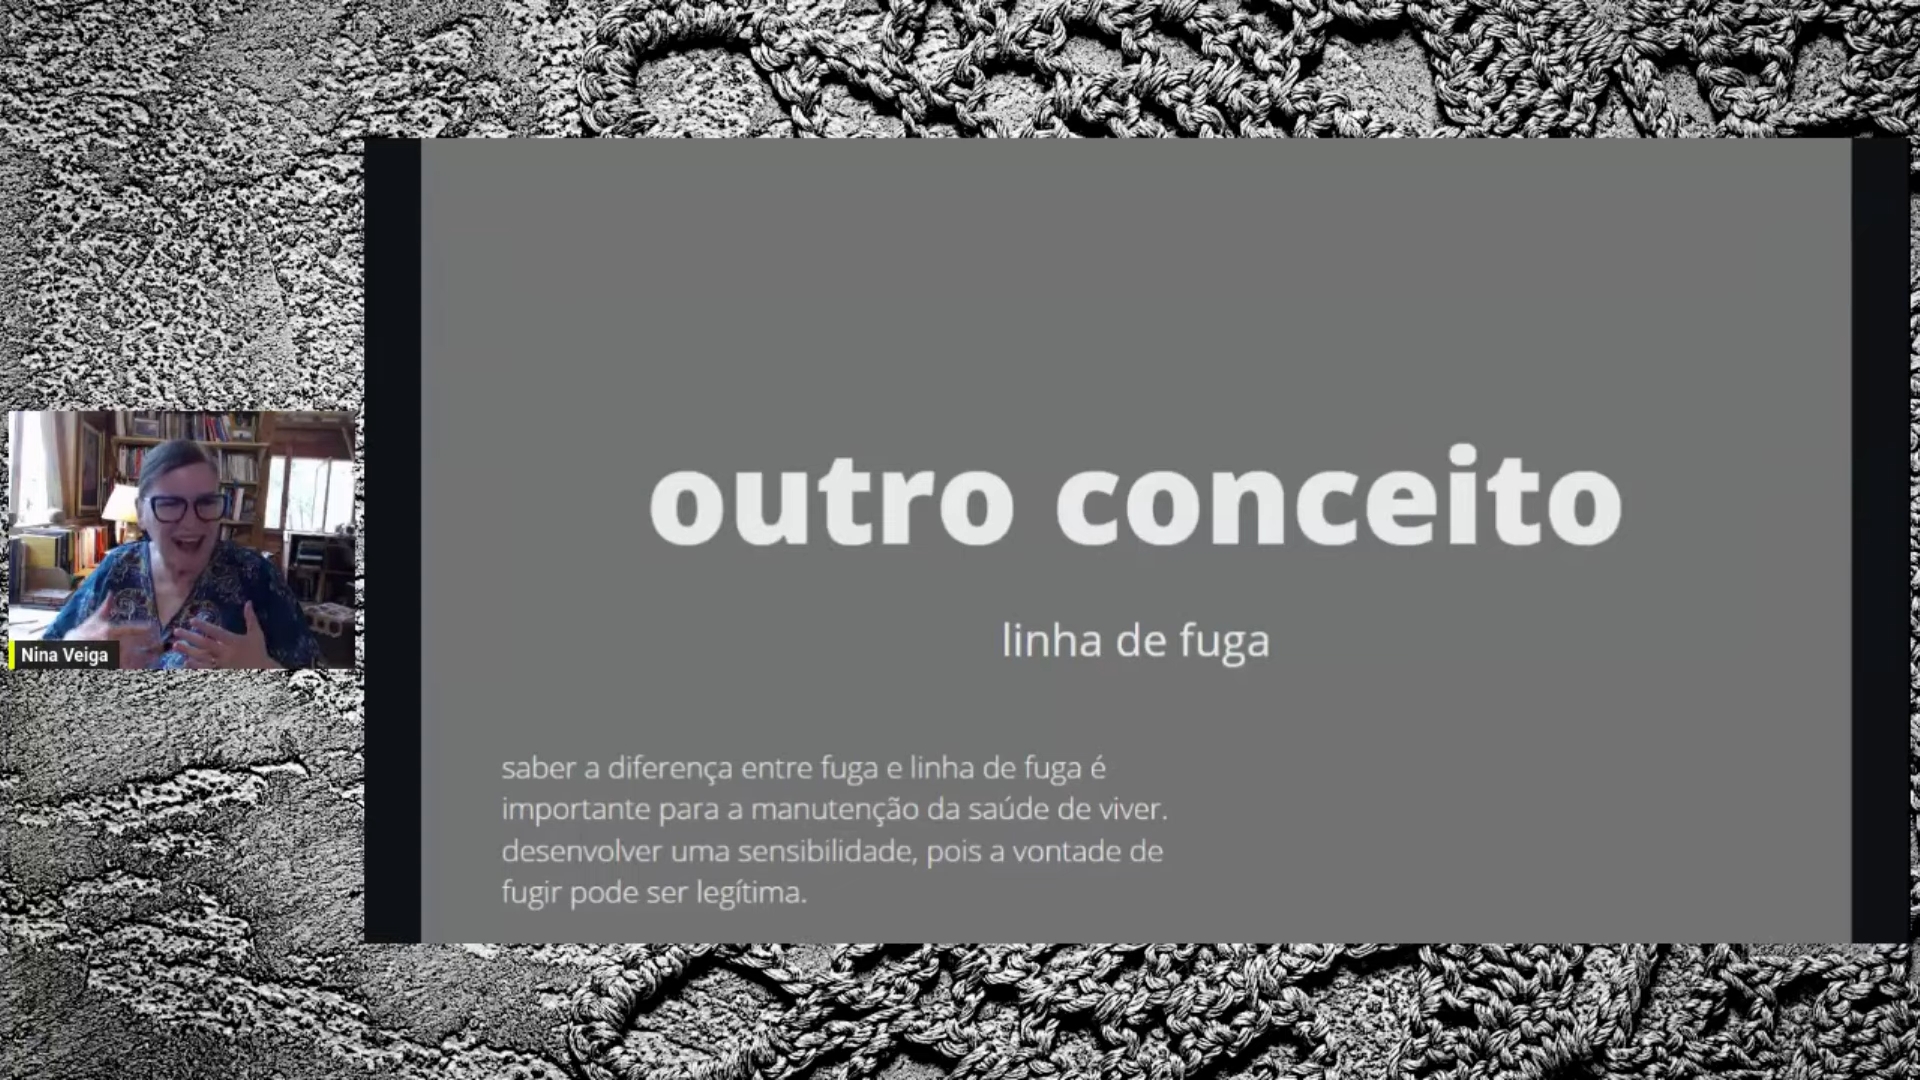 outro conceito
linha de fuga
saber a diferença entre fuga e linha de fuga é
importante para a manutenção da saúde de viver.
desenvolver uma sensibilidade, pois a vontade de
fugir pode ser legítima.
Nina Veiga